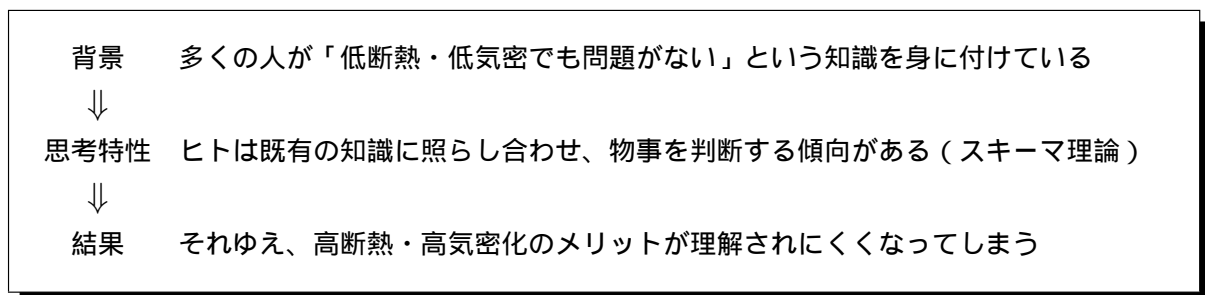 背景 多くの人が「低断熱・低気密でも問題がない」という知識を身に付けている
⇓
思考特性 ヒトは既有の知識に照らし合わせ、物事を判断する傾向がある(スキーマ理論)
⇓
結果 それゆえ、高断熱・高気密化のメリットが理解されにくくなってしまう